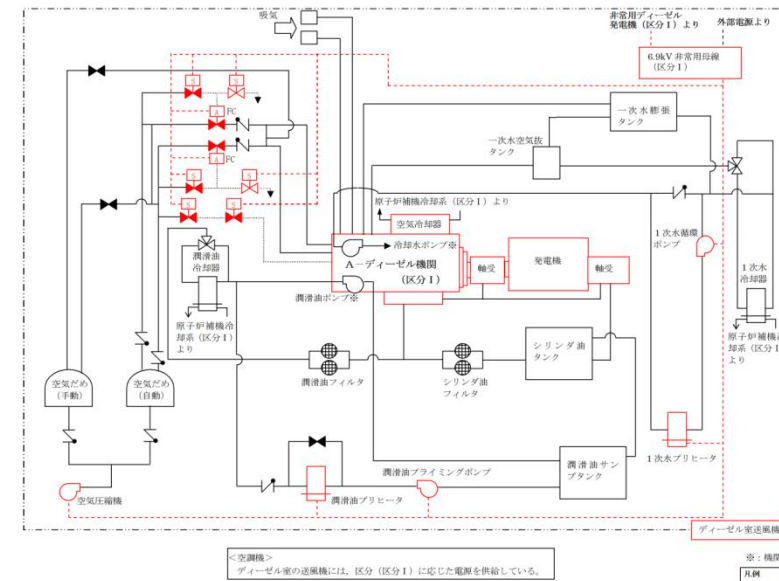 吸気
非常用ディーゼル
発電機（区分Ⅰ）より
外部電源より
6.9kV 非常用母線
（区分Ⅰ）
S
S
A
FC
A
FC
S
S
S
S
一次水膨張
タンク
一次水空気抜
タンク
原子炉補機冷却系（区分Ⅰ）より
空気冷却器
冷却水ポンプ※
A－ディーゼル機関
（区分Ⅰ）
軸受
発電機
軸受
1次水循環
ポンプ
1次水
冷却器
潤滑油
冷却器
潤滑油ポンプ※
原子炉補機冷
却系（区分Ⅰ）
より
原子炉補機
却系（区分Ⅰ
より
シリンダ油
タンク
潤滑油フィルタ
シリンダ油
フィルタ
空気だめ
（手動）
空気だめ
（自動）
1次水プリヒータ
潤滑油プライミングポンプ
潤滑油サン
プタンク
空気圧縮機
潤滑油プリヒータ
ディーゼル室送風機
＜空調機＞
ディーゼル室の送風機には，区分（区分Ⅰ）に応じた電源を供給している。
※：機関
凡例